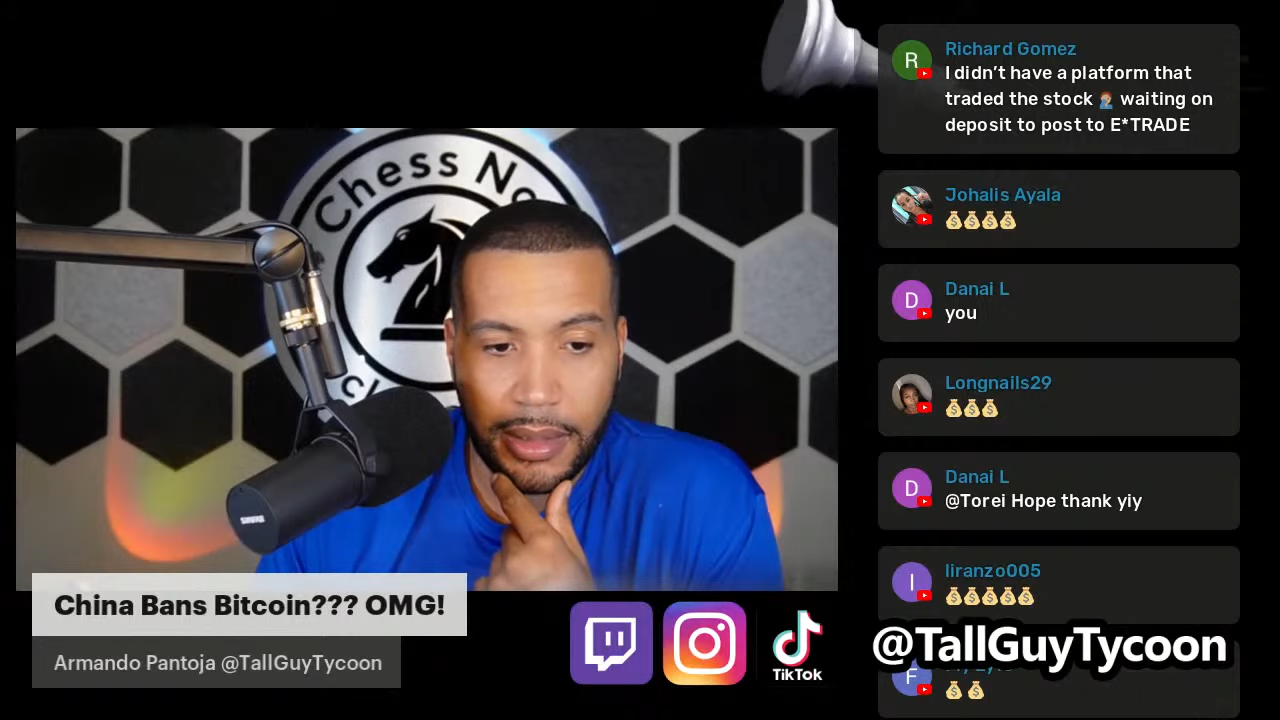 Richard Gomez
I didn’t have a platform that
traded the stock 🤦🏽‍♂️ waiting on
deposit to post to E*TRADE
Johalis Ayala
💰💰💰💰
Danai L
you
Longnails29
💰💰💰
Danai L
@Torei Hope thank yiy
liranzo005
💰💰💰💰💰
💰 💰
Chess No
SHURE
China Bans Bitcoin??? OMG!
Armando Pantoja @TallGuyTycoon
TikTok
@TallGuyTycoon
R
D
D
l
F